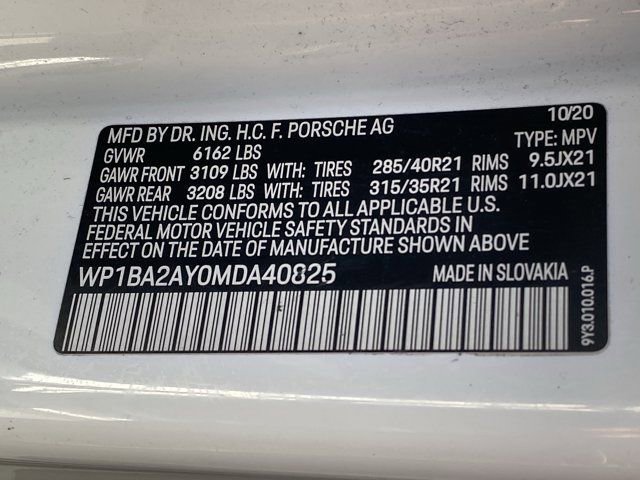 10/20
MFD BY DR. ING. H.C. F. PORSCHE AG
GVWR 6162 LBS TYPE: MPV
GAWR FRONT 3109 LBS WITH: TIRES 285/40R21 RIMS 9.5JX21
GAWR REAR 3208 LBS WITH: TIRES 315/35R21 RIMS 11.0JX21
THIS VEHICLE CONFORMS TO ALL APPLICABLE U.S.
FEDERAL MOTOR VEHICLE SAFETY STANDARDS IN
EFFECT ON THE DATE OF MANUFACTURE SHOWN ABOVE
WP1BA2AY0MDA40825 MADE IN SLOVAKIA
9Y3.010.016.P